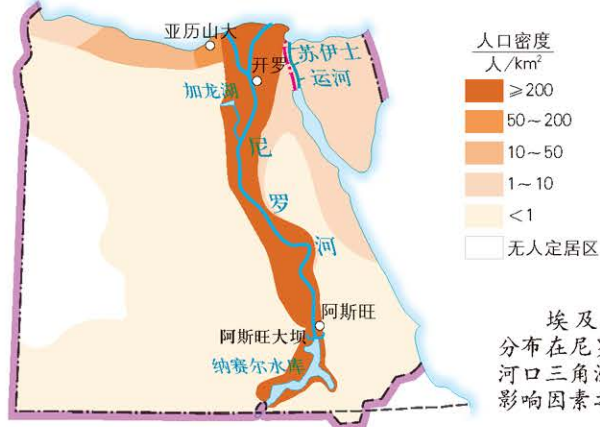 亚历山大
开罗
苏伊士
运河
加龙湖
尼
罗
河
阿斯旺
阿斯旺大坝
纳赛尔水库
人口密度
人/km²
≥200
50~200
10~50
1~10
<1
无人定居区
埃及
分布在尼
河口三角
影响因素